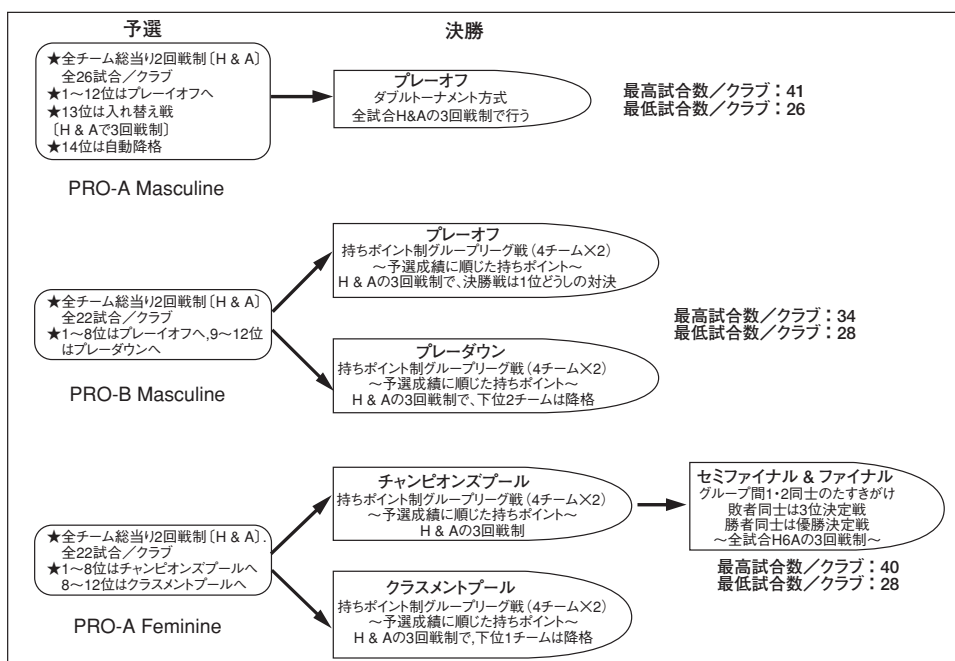 予選
★全チーム総当り2回戦制〔H & A〕
全26試合／クラブ
★1～12位はプレーイオフへ
★13位は入れ替え戦
〔H & Aで3回戦制〕
★14位は自動降格
PRO-A Masculine
決勝
プレーオフ
ダブルトーナメント方式
全試合H&Aの3回戦制で行う
最高試合数／クラブ：41
最低試合数／クラブ：26
★全チーム総当り2回戦制〔H & A〕
全22試合／クラブ
★1～8位はプレーイオフへ,9～12位
はプレーダウンへ
PRO-B Masculine
プレーオフ
持ちポイント制グループリーグ戦（4チーム×2）
～予選成績に順じた持ちポイント～
H & Aの3回戦制で、決勝戦は1位どうしの対決
プレーダウン
持ちポイント制グループリーグ戦（4チーム×2）
～予選成績に順じた持ちポイント～
H & Aの3回戦制で、下位2チームは降格
最高試合数／クラブ：34
最低試合数／クラブ：28
★全チーム総当り2回戦制〔H & A〕.
全22試合／クラブ
★1～8位はチャンピオンズプールへ
8～12位はクラスメントプールへ
PRO-A Feminine
チャンピオンズプール
持ちポイント制グループリーグ戦（4チーム×2）
～予選成績に順じた持ちポイント～
H & Aの3回戦制
クラスメントプール
持ちポイント制グループリーグ戦（4チーム×2）
～予選成績に順じた持ちポイント～
H & Aの3回戦制で,下位1チームは降格
セミファイナル & ファイナル
グループ間1・2同士のたすきがけ
敗者同士は3位決定戦
勝者同士は優勝決定戦
～全試合H6Aの3回戦制～
最高試合数／クラブ：40
最低試合数／クラブ：28